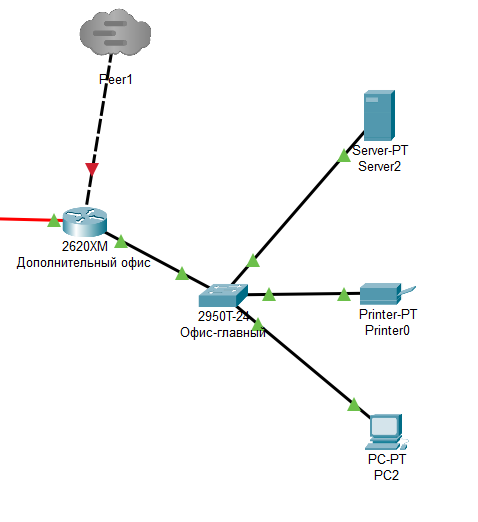 Peer1
Server-PT
Server2
2620XM
Дополнительный офис
2950T-24
Офис-главный
Printer-PT
Printer0
PC-PT
PC2